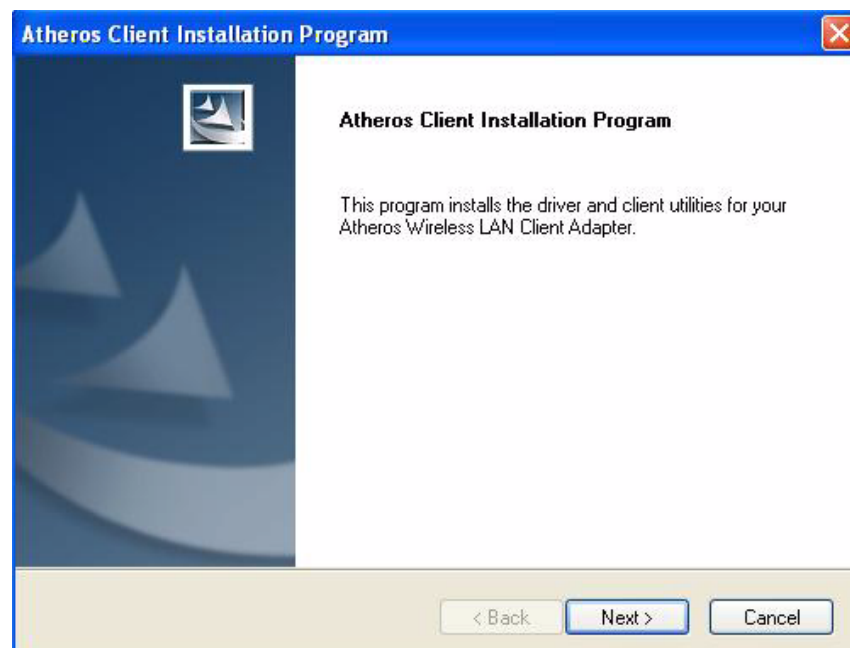 Atheros Client Installation Program
Atheros Client Installation Program
This program installs the driver and client utilities for your
Atheros Wireless LAN Client Adapter.
< Back
Next >
Cancel